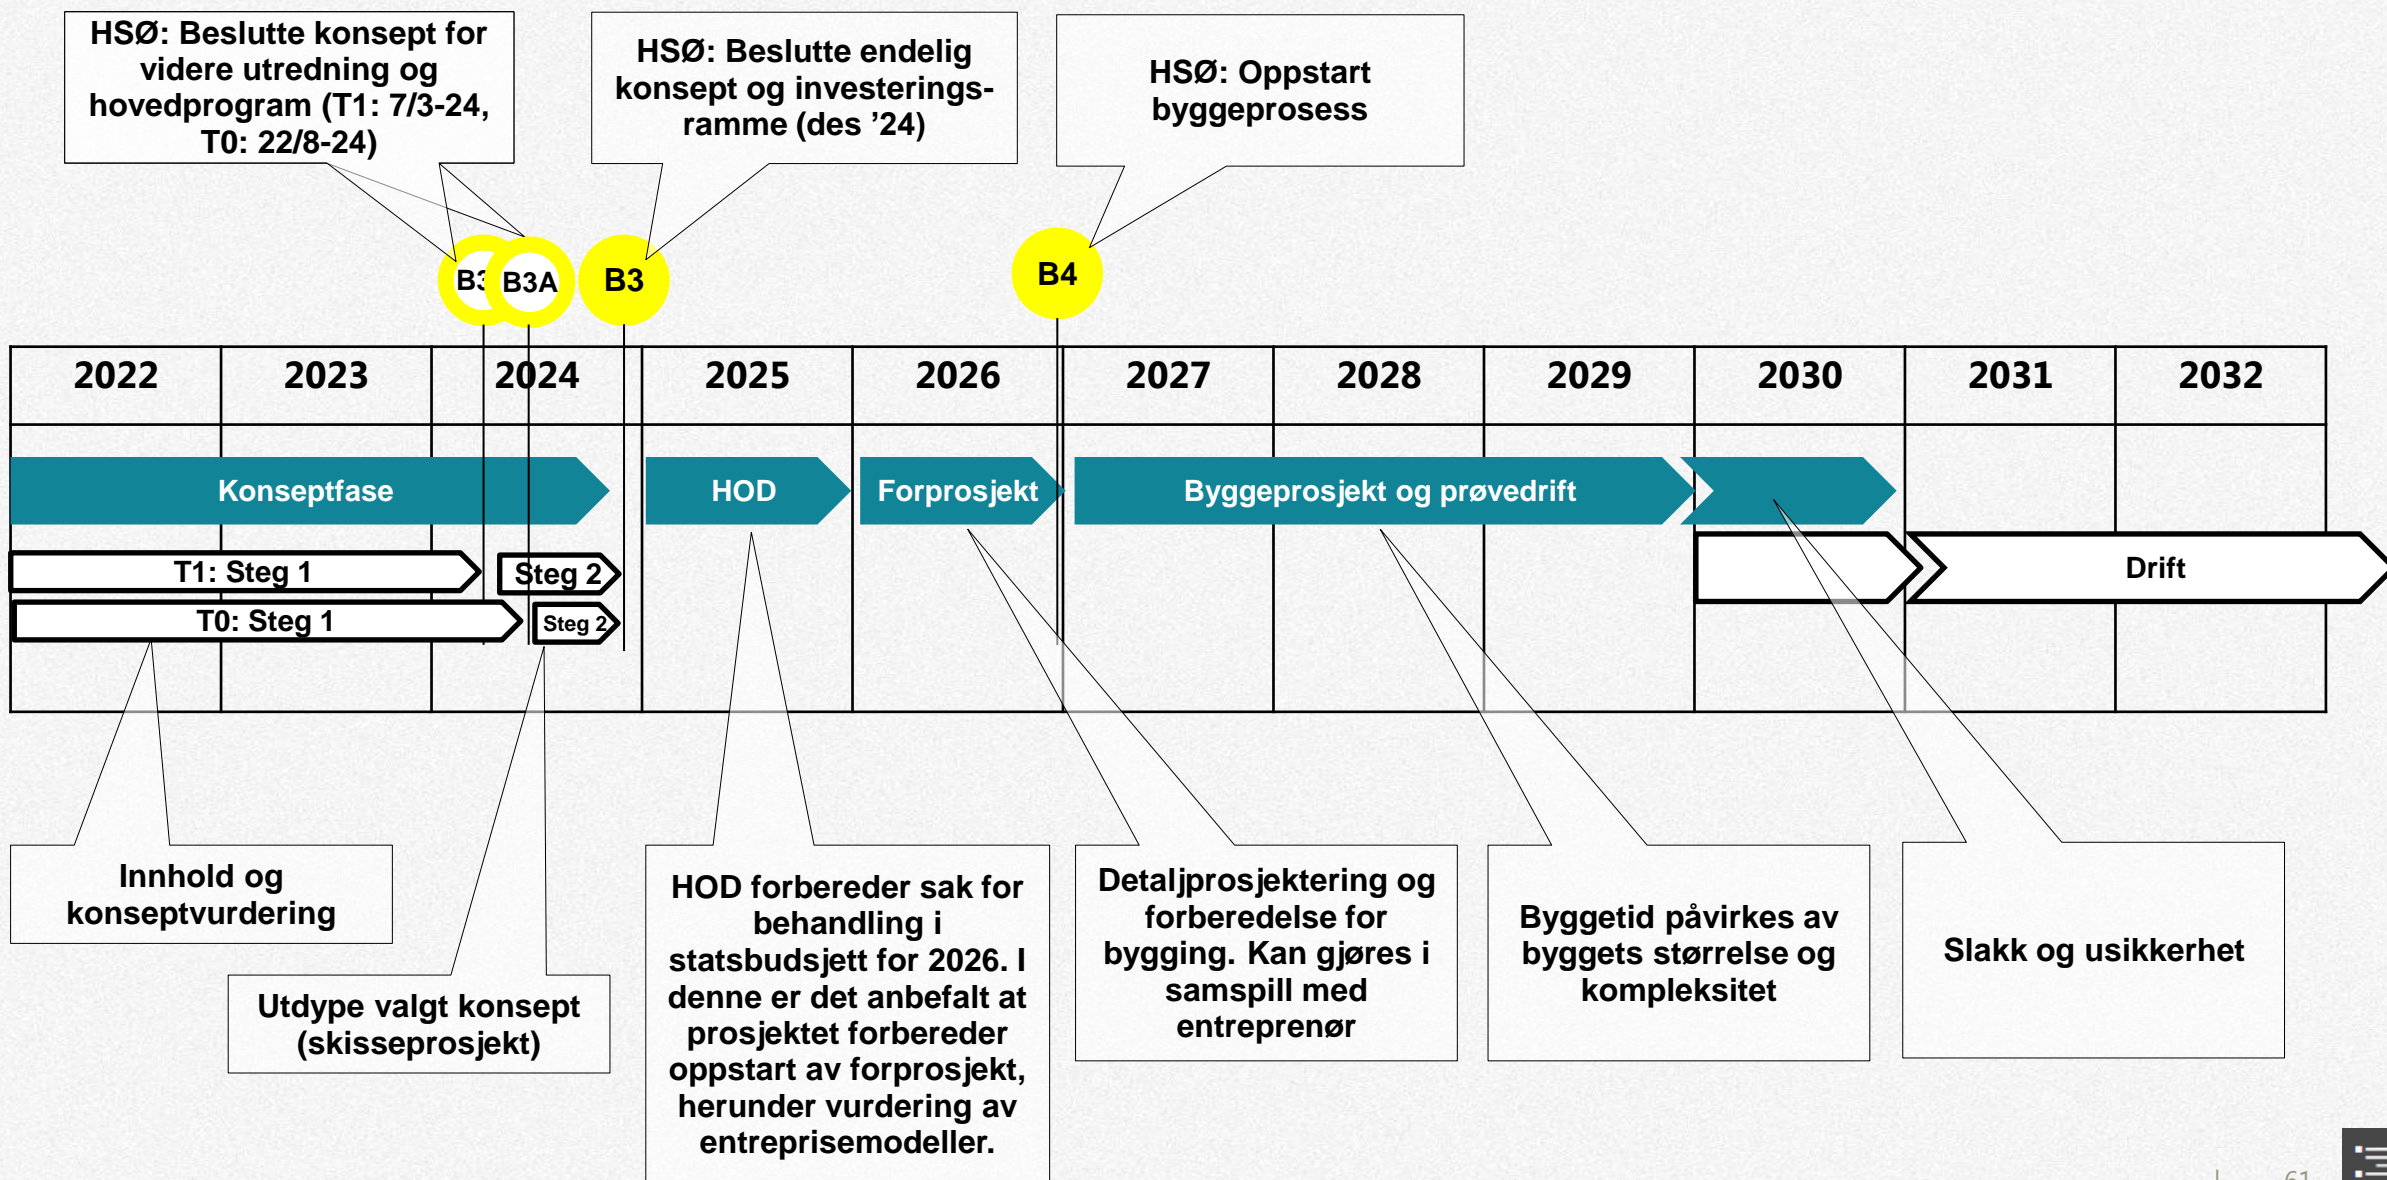 HSØ: Beslutte konsept for
videre utredning og
hovedprogram (T1: 7/3-24,
T0: 22/8-24)
HSØ: Beslutte endelig
konsept og investerings-
ramme (des ’24)
HSØ: Oppstart
byggeprosess
B3
B3A
B3
B4
2022
2023
2024
2025
2026
2027
2028
2029
2030
2031
2032
Konseptfase
HOD
Forprosjekt
Byggeprosjekt og prøvedrift
T1: Steg 1
Steg 2
Drift
T0: Steg 1
Steg 2
Innhold og
konseptvurdering
Utdype valgt konsept
(skisseprosjekt)
HOD forbereder sak for
behandling i
statsbudsjett for 2026. I
denne er det anbefalt at
prosjektet forbereder
oppstart av forprosjekt,
herunder vurdering av
entreprisemodeller.
Detaljprosjektering og
forberedelse for
bygging. Kan gjøres i
samspill med
entreprenør
Byggetid påvirkes av
byggets størrelse og
kompleksitet
Slakk og usikkerhet
61